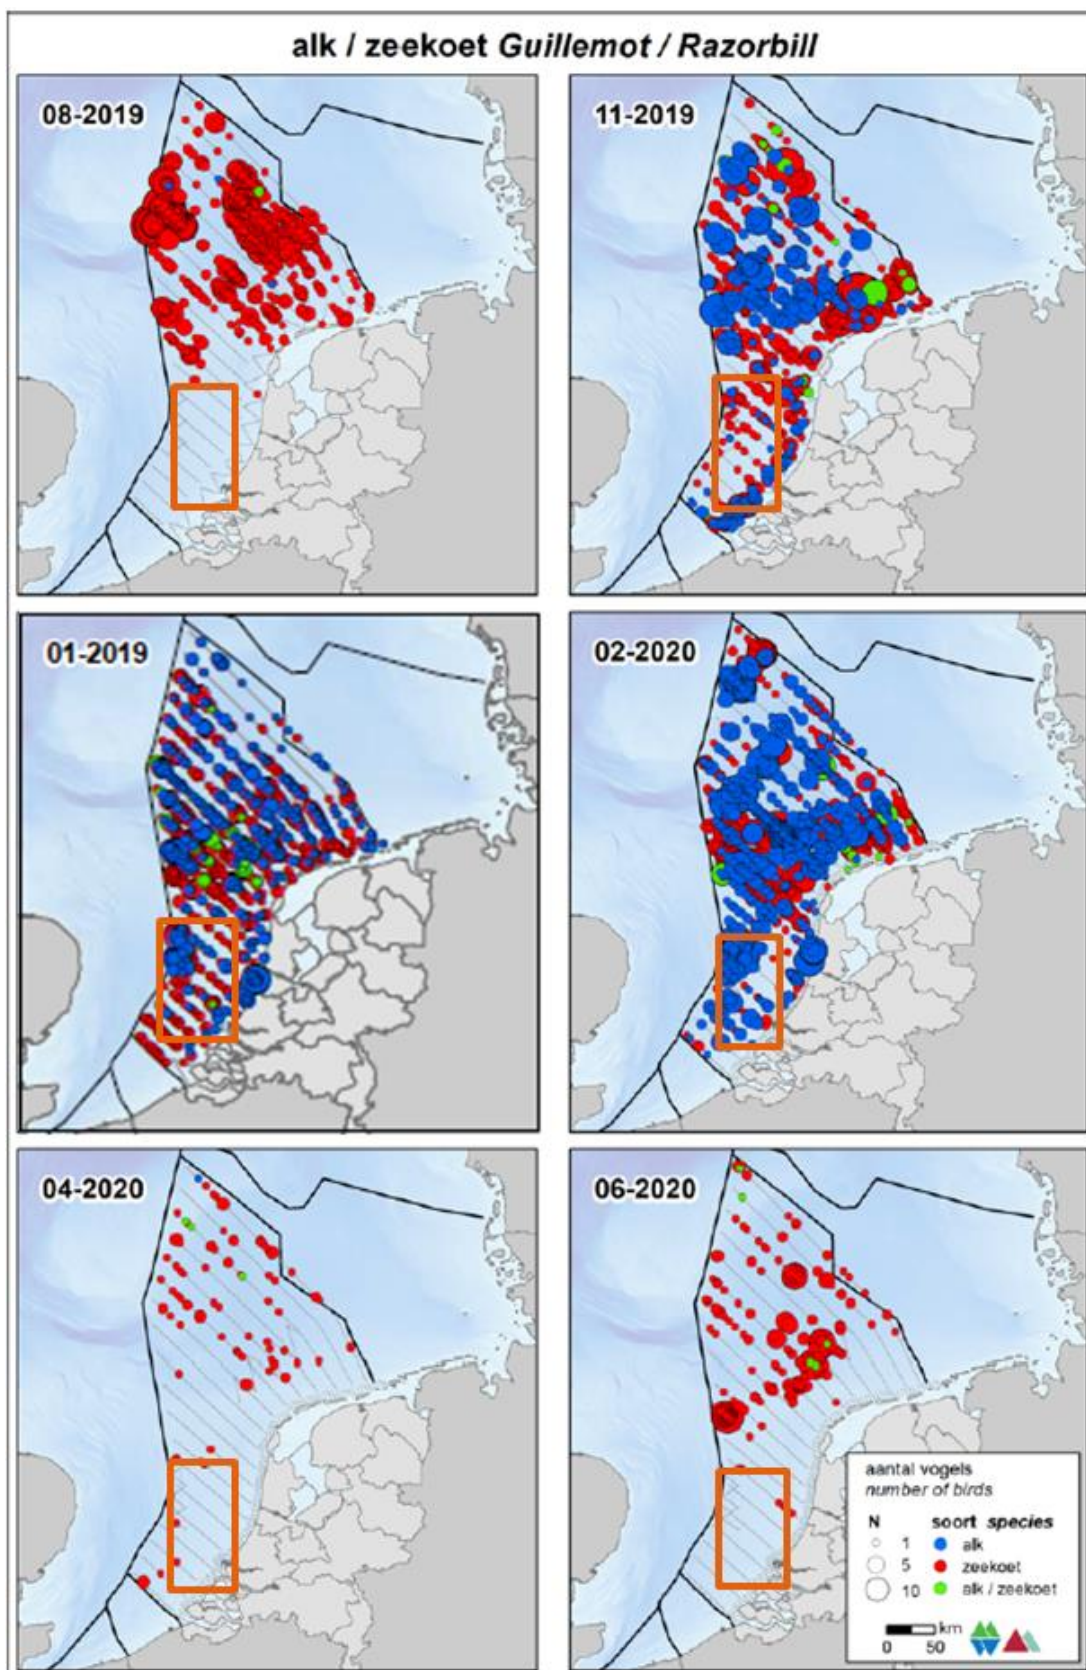 alk / zeekoet Guillemot / Razorbill
08-2019
11-2019
01-2019
02-2020
04-2020
06-2020
aantal vogels
number of birds
N soort species
1 alk
5 zeekoet
10 alk / zeekoet
km
0 50